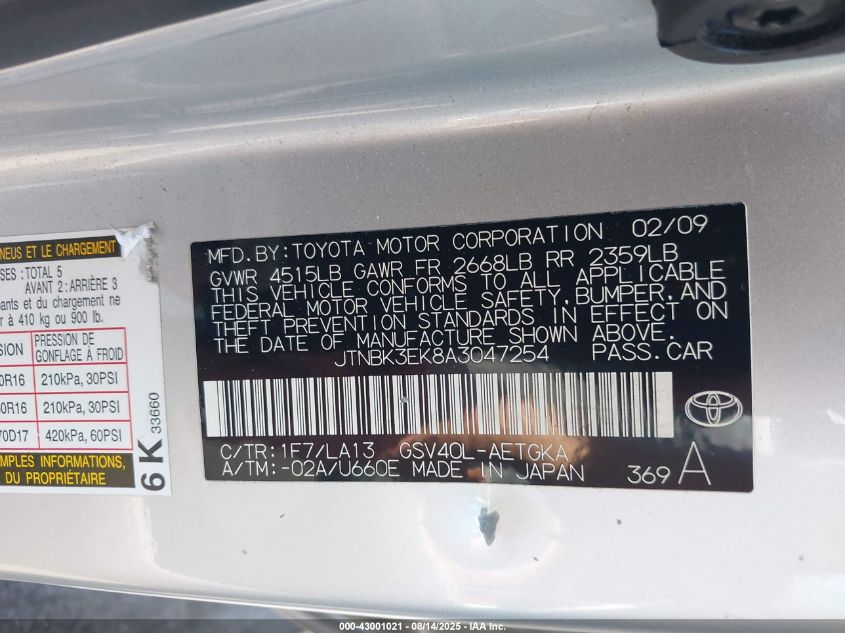 NEUS ET LE CHARGEMENT
SES : TOTAL 5
AVANT 2 : ARRIÈRE 3
pants et du chargement ne
r à 410 kg ou 900 lb.
SION PRESSION DE GONFLAGE À FROID
0R16 210kPa, 30PSI
0R16 210kPa, 30PSI
70D17 420kPa, 60PSI
MPLES INFORMATIONS,
DU PROPRIÉTAIRE
6K 33660
MFD. BY: TOYOTA MOTOR CORPORATION 02/09
GVWR 4515LB GAWR FR 2668LB RR 2359LB
THIS VEHICLE CONFORMS TO ALL APPLICABLE
FEDERAL MOTOR VEHICLE SAFETY, BUMPER, AND
THEFT PREVENTION STANDARDS IN EFFECT ON
THE DATE OF MANUFACTURE SHOWN ABOVE.
JTNBK3EK8A3047254 PASS.CAR
C/TR: 1F7/LA13 GSV40L-AETGKA
A/TM: -02A/U660E MADE IN JAPAN 369 A
000-43001021 - 08/14/2025 - IAA Inc.